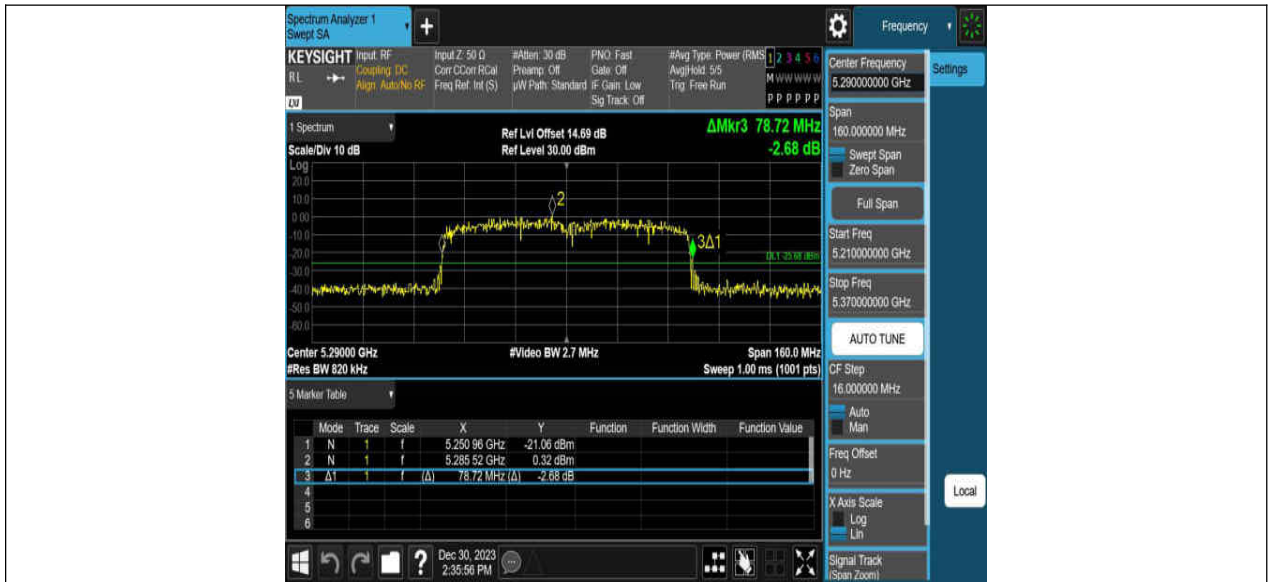 Spectrum Analyzer 1
Swept SA
+
Frequency
KEYSIGHT
RL
LXI
Input: RF
Coupling: DC
Align: Auto/No RF
Input Z: 50 Ω
Corr CCorr RCal
Freq Ref: Int (S)
#Atten: 30 dB
Preamp: Off
µW Path: Standard
PNO: Fast
Gate: Off
IF Gain: Low
Sig Track: Off
#Avg Type: Power (RMS
Avg|Hold: 5/5
Trig: Free Run
1 2 3 4 5 6
M W W W W W
P P P P P P
1 Spectrum
Scale/Div 10 dB
Log
Ref Lvl Offset 14.69 dB
Ref Level 30.00 dBm
ΔMkr3 78.72 MHz
-2.68 dB
20.0
10.0
0.00
-10.0
-20.0
-30.0
-40.0
-50.0
-60.0
2
3Δ1
DL1 -25.68 dBm
Center 5.29000 GHz
#Res BW 820 kHz
#Video BW 2.7 MHz
Span 160.0 MHz
Sweep 1.00 ms (1001 pts)
5 Marker Table
Mode Trace Scale X Y Function Function Width Function Value
1 N 1 f 5.250 96 GHz -21.06 dBm
2 N 1 f 5.285 52 GHz 0.32 dBm
3 Δ1 1 f (Δ) 78.72 MHz (Δ) -2.68 dB
4
5
6
?
Dec 30, 2023
2:35:56 PM
Center Frequency
5.290000000 GHz
Span
160.000000 MHz
Swept Span
Zero Span
Full Span
Start Freq
5.210000000 GHz
Stop Freq
5.370000000 GHz
AUTO TUNE
CF Step
16.000000 MHz
Auto
Man
Freq Offset
0 Hz
X Axis Scale
Log
Lin
Signal Track
(Span Zoom)
Settings
Local